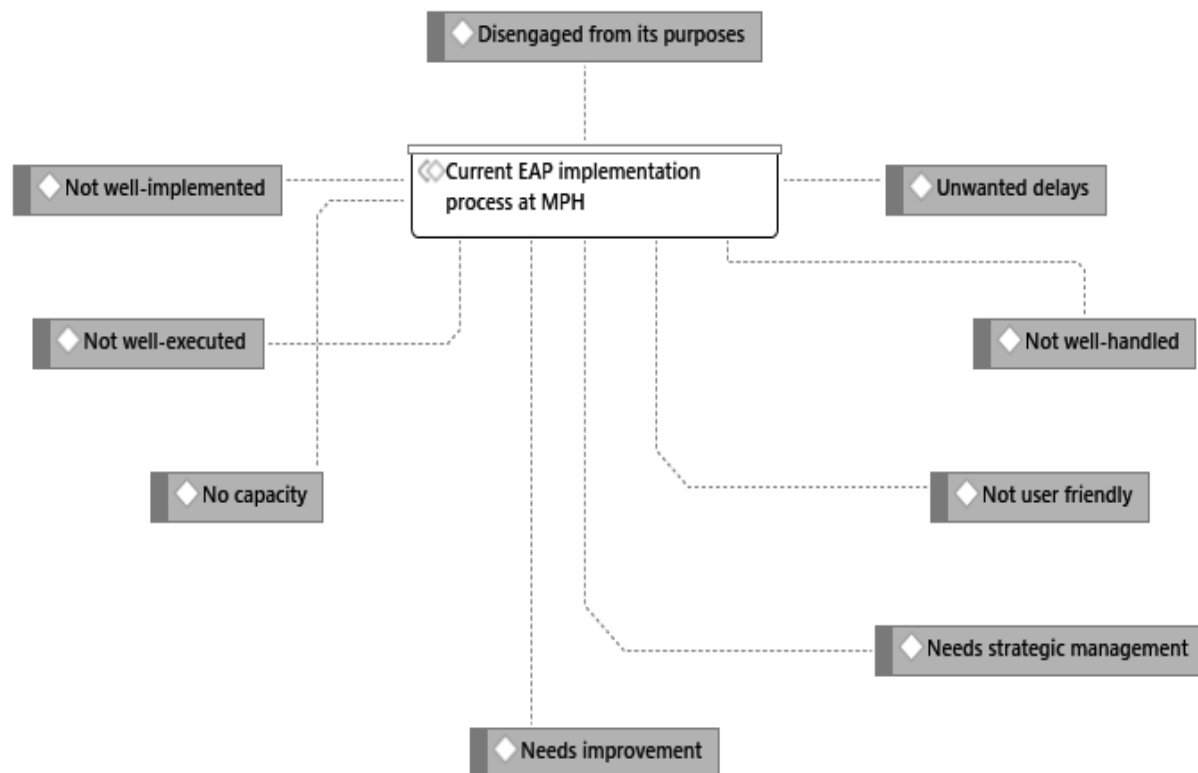 Disengaged from its purposes
Current EAP implementation
process at MPH
Not well-implemented
Unwanted delays
Not well-executed
Not well-handled
No capacity
Not user friendly
Needs strategic management
Needs improvement